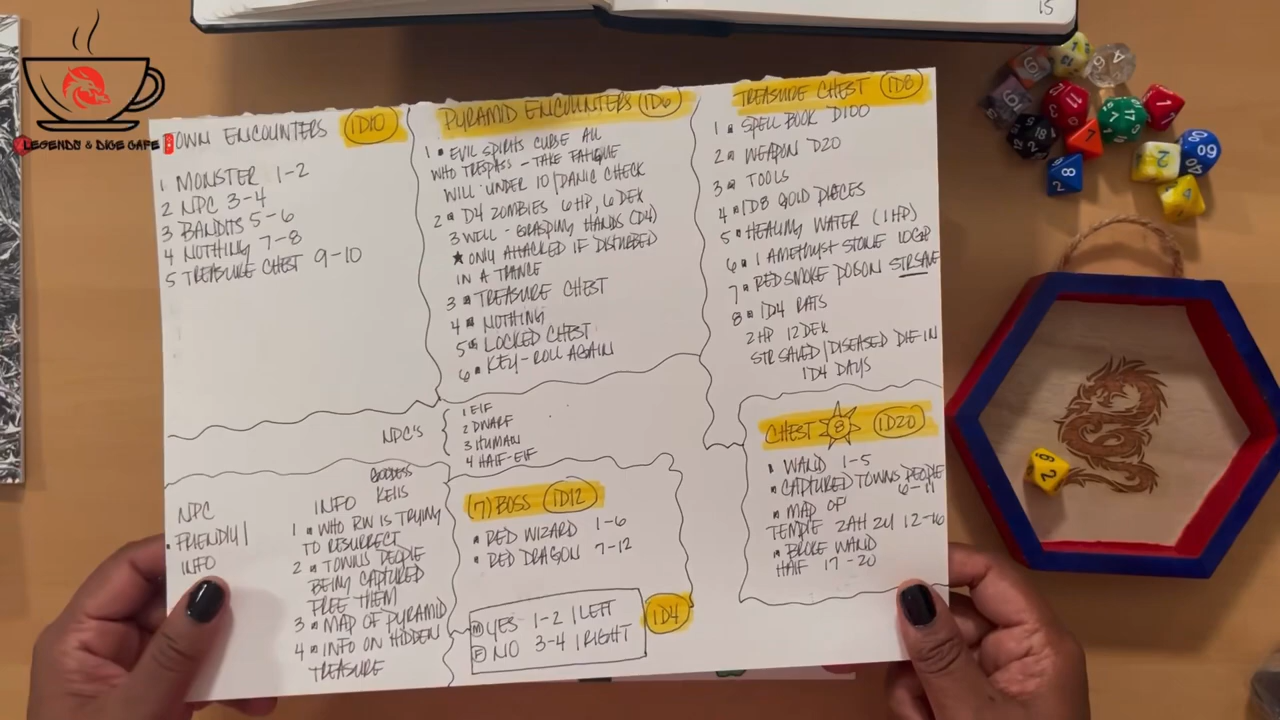 15
LEGENDS & DICE CAFE
TOWN ENCOUNTERS 1D10
1 MONSTER 1-2
2 NPC 3-4
3 BANDITS 5-6
4 NOTHING 7-8
5 TREASURE CHEST 9-10
PYRAMID ENCOUNTERS 1D6
1 EVIL SPIRITS CURSE ALL
WHO TRESPASS - TAKE FATIGUE
WILL UNDER 10 / PANIC CHECK
2 D4 ZOMBIES 6HP, 6 DEX
3 WILL - GRASPING HANDS (D4)
★ ONLY ATTACKED IF DISTURBED
IN A TRANCE
3 TREASURE CHEST
4 NOTHING
5 LOCKED CHEST
6 KEY - ROLL AGAIN
TREASURE CHEST 1D8
1 SPELL BOOK D100
2 WEAPON D20
3 TOOLS
4 1D8 GOLD PIECES
5 HEALING WATER (1HP)
6 1 AMETHYST STONE 10GP
7 RED SMOKE POISON STR SAVE
8 1D4 RATS
2 HP 12 DEX
STR SAVED / DISEASED DIE IN
1D4 DAYS
NPC'S
1 ELF
2 DWARF
3 HUMAN
4 HALF-ELF
CHEST 8 1D20
WAND 1-5
CAPTURED TOWNS PEOPLE
6-11
MAP OF
TEMPLE ZAH ZU 12-16
BROKE WAND
HALF 17-20
NPC
FRIENDLY /
INFO
GODDESS
INFO KELIS
1 WHO RW IS TRYING
TO RESURRECT
2 TOWNS PEOPLE
BEING CAPTURED
FREE THEM
3 MAP OF PYRAMID
4 INFO ON HIDDEN
TREASURE
(7) BOSS 1D12
RED WIZARD 1-6
RED DRAGON 7-12
YES 1-2 / LEFT
NO 3-4 / RIGHT
1D4